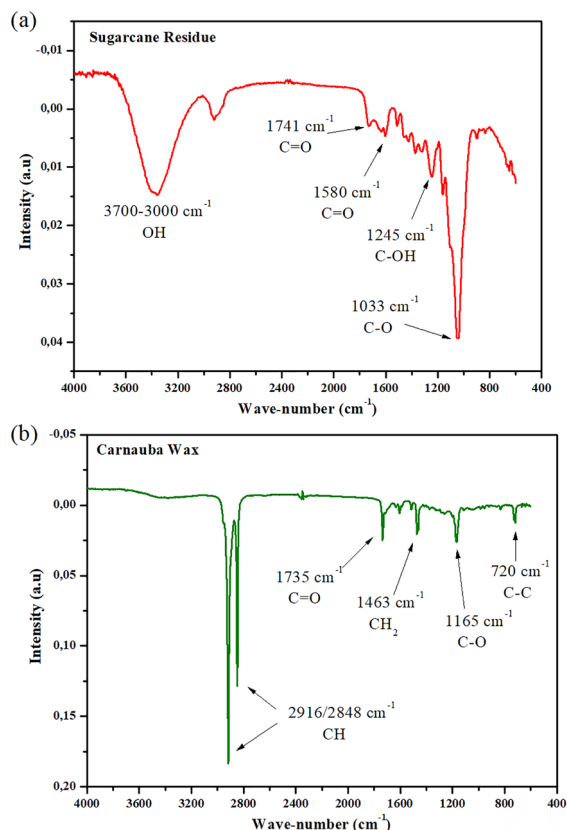 (a)
Sugarcane Residue
-0,01
0,00
0,01
0,02
0,03
0,04
Intensity (a.u)
3700-3000 cm⁻¹
OH
1741 cm⁻¹
C=O
1580 cm⁻¹
C=O
1245 cm⁻¹
C-OH
1033 cm⁻¹
C-O
4000 3600 3200 2800 2400 2000 1600 1200 800 400
Wave-number (cm⁻¹)
(b)
Carnauba Wax
-0,05
0,00
0,05
0,10
0,15
0,20
Intensity (a.u)
2916/2848 cm⁻¹
CH
1735 cm⁻¹
C=O
1463 cm⁻¹
CH₂
1165 cm⁻¹
C-O
720 cm⁻¹
C-C
4000 3600 3200 2800 2400 2000 1600 1200 800 400
Wave-number (cm⁻¹)